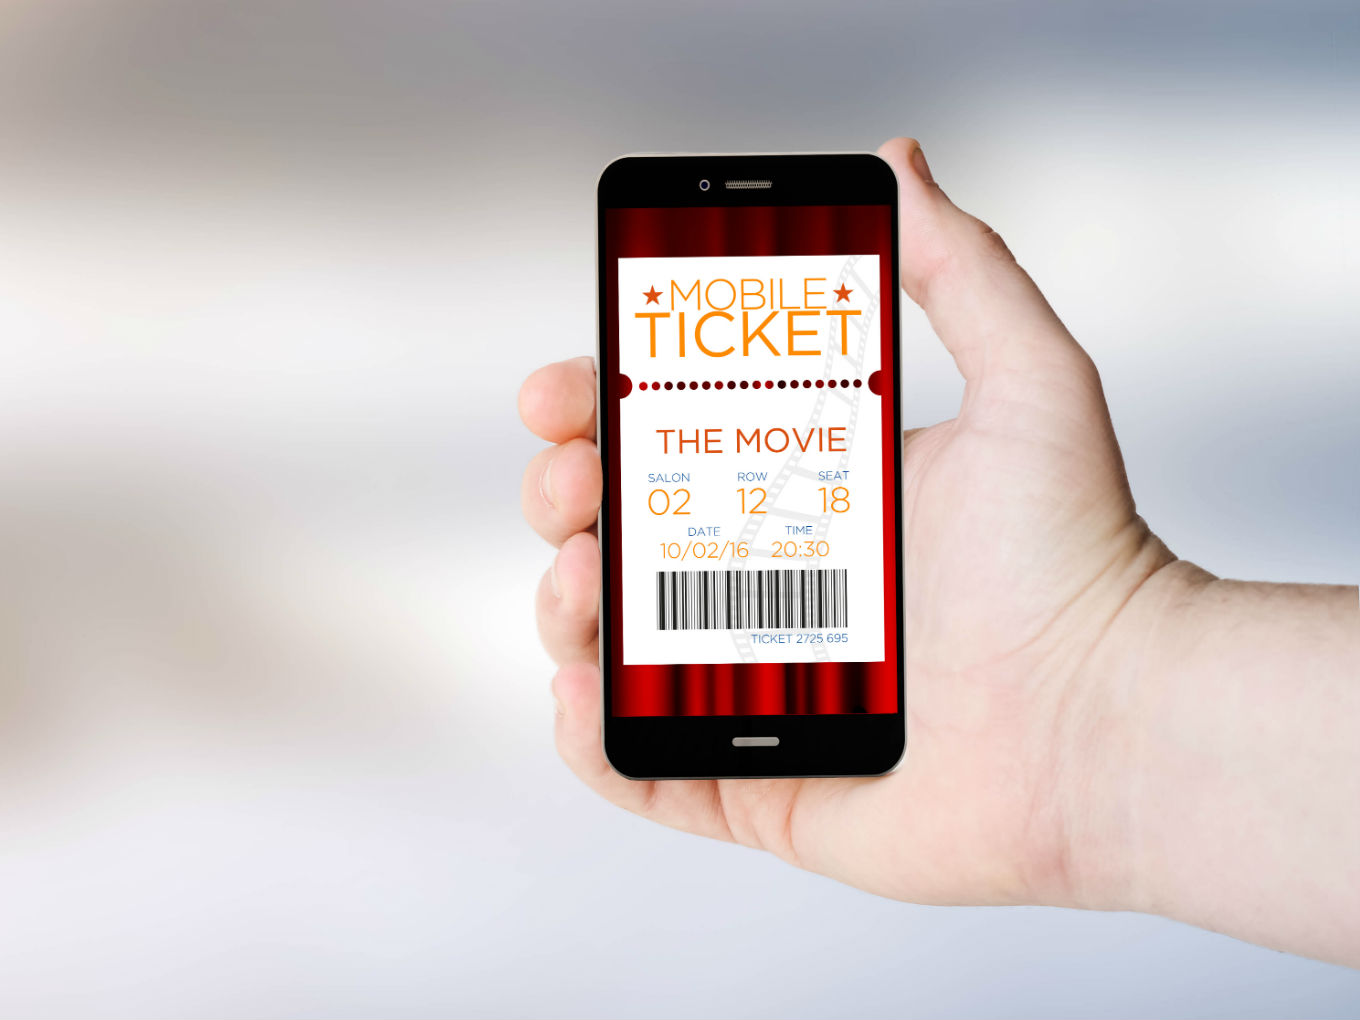 ★MOBILE★
TICKET
THE MOVIE
SALON ROW SEAT
02 12 18
DATE TIME
10/02/16 20:30
TICKET 2725 695